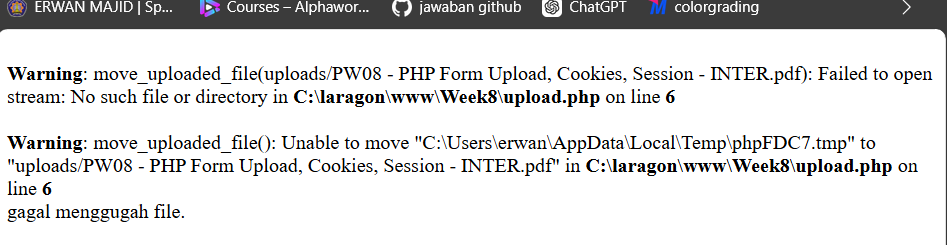 ERWAN MAJID | Sp...
Courses – Alphawor...
jawaban github
ChatGPT
colorgrading
Warning: move_uploaded_file(uploads/PW08 - PHP Form Upload, Cookies, Session - INTER.pdf): Failed to open
stream: No such file or directory in C:\laragon\www\Week8\upload.php on line 6
Warning: move_uploaded_file(): Unable to move "C:\Users\erwan\AppData\Local\Temp\phpFDC7.tmp" to
"uploads/PW08 - PHP Form Upload, Cookies, Session - INTER.pdf" in C:\laragon\www\Week8\upload.php on
line 6
gagal menggugah file.